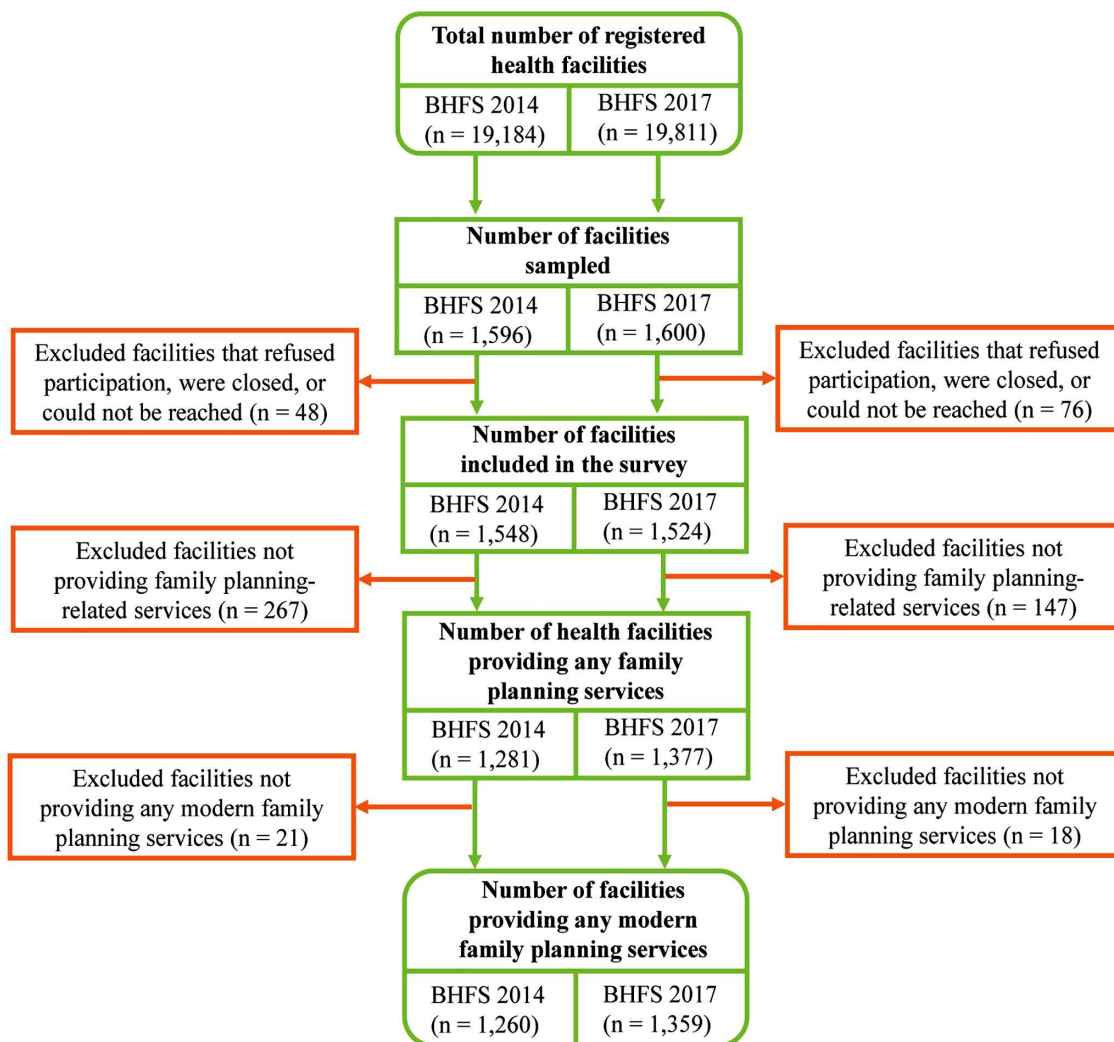 Total number of registered
health facilities
BHFS 2014
(n = 19,184)
BHFS 2017
(n = 19,811)
Number of facilities
sampled
BHFS 2014
(n = 1,596)
BHFS 2017
(n = 1,600)
Excluded facilities that refused
participation, were closed, or
could not be reached (n = 48)
Excluded facilities that refused
participation, were closed, or
could not be reached (n = 76)
Number of facilities
included in the survey
BHFS 2014
(n = 1,548)
BHFS 2017
(n = 1,524)
Excluded facilities not
providing family planning-
related services (n = 267)
Excluded facilities not
providing family planning-
related services (n = 147)
Number of health facilities
providing any family
planning services
BHFS 2014
(n = 1,281)
BHFS 2017
(n = 1,377)
Excluded facilities not
providing any modern family
planning services (n = 21)
Excluded facilities not
providing any modern family
planning services (n = 18)
Number of facilities
providing any modern
family planning services
BHFS 2014
(n = 1,260)
BHFS 2017
(n = 1,359)